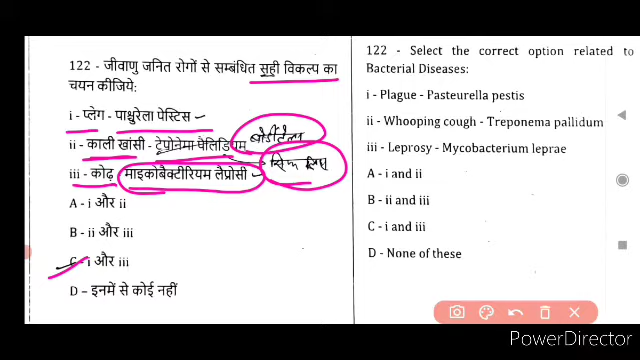 122 - जीवाणु जनित रोगों से सम्बंधित सही विकल्प का
चयन कीजिये:
i - प्लेग - पाश्चुरेला पेस्टिस
ii - काली खांसी - ट्रेपोनेमा पैलिडियम
बोर्डेटेला
iii - कोढ़ - माइकोबैक्टीरियम लैप्रोसी
A - i और ii
B - ii और iii
C - i और iii
D – इनमें से कोई नहीं
122 - Select the correct option related to
Bacterial Diseases:
i - Plague - Pasteurella pestis
ii - Whooping cough - Treponema pallidum
iii - Leprosy - Mycobacterium leprae
A - i and ii
B - ii and iii
C - i and iii
D - None of these
PowerDirector